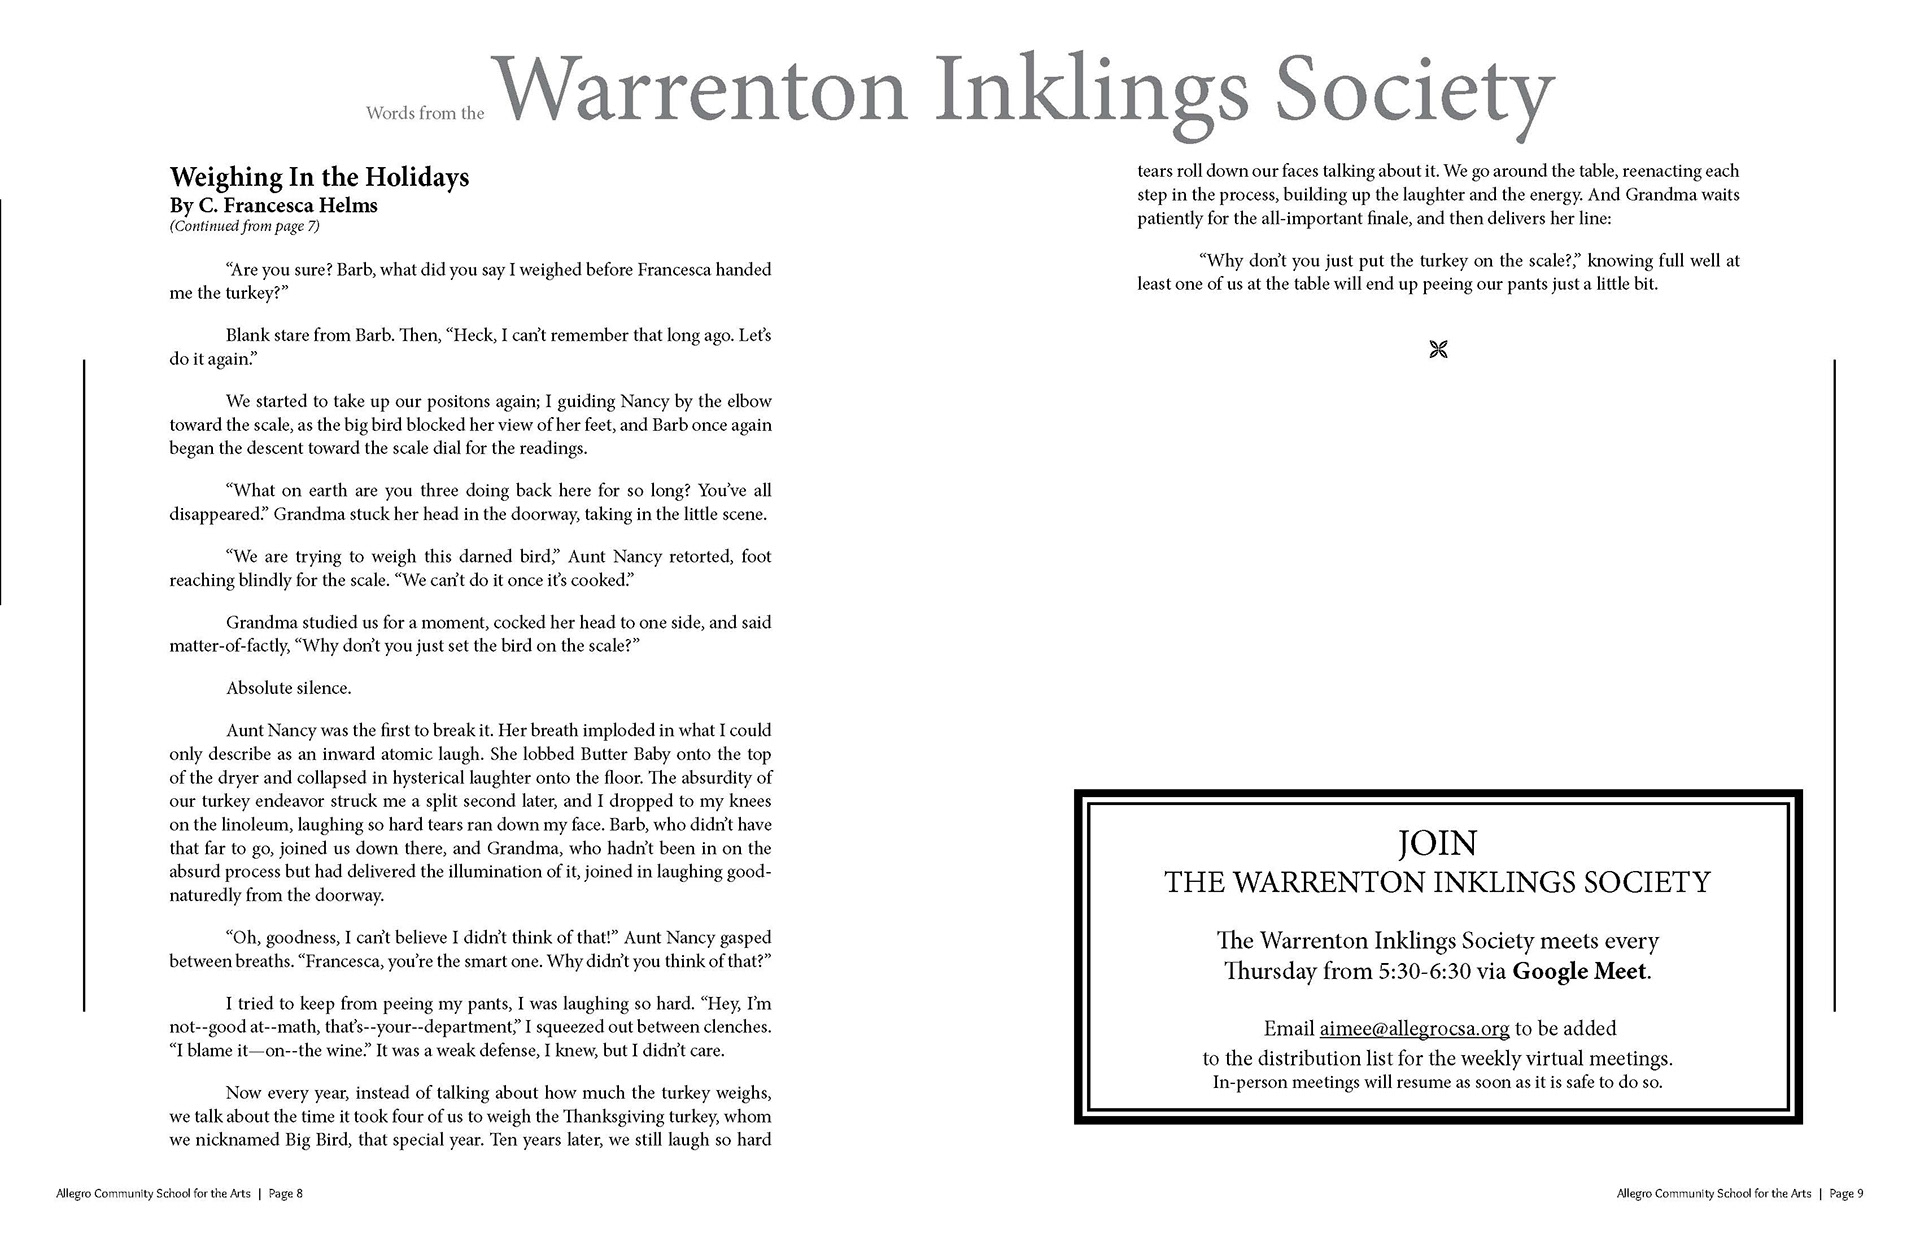 Words from the Warrenton Inklings Society
Weighing In the Holidays
By C. Francesca Helms
(Continued from page 7)
“Are you sure? Barb, what did you say I weighed before Francesca handed
me the turkey?”
Blank stare from Barb. Then, “Heck, I can’t remember that long ago. Let’s
do it again.”
We started to take up our positons again; I guiding Nancy by the elbow
toward the scale, as the big bird blocked her view of her feet, and Barb once again
began the descent toward the scale dial for the readings.
“What on earth are you three doing back here for so long? You’ve all
disappeared.” Grandma stuck her head in the doorway, taking in the little scene.
“We are trying to weigh this darned bird,” Aunt Nancy retorted, foot
reaching blindly for the scale. “We can’t do it once it’s cooked.”
Grandma studied us for a moment, cocked her head to one side, and said
matter-of-factly, “Why don’t you just set the bird on the scale?”
Absolute silence.
Aunt Nancy was the first to break it. Her breath imploded in what I could
only describe as an inward atomic laugh. She lobbed Butter Baby onto the top
of the dryer and collapsed in hysterical laughter onto the floor. The absurdity of
our turkey endeavor struck me a split second later, and I dropped to my knees
on the linoleum, laughing so hard tears ran down my face. Barb, who didn’t have
that far to go, joined us down there, and Grandma, who hadn’t been in on the
absurd process but had delivered the illumination of it, joined in laughing good-
naturedly from the doorway.
“Oh, goodness, I can’t believe I didn’t think of that!” Aunt Nancy gasped
between breaths. “Francesca, you’re the smart one. Why didn’t you think of that?”
I tried to keep from peeing my pants, I was laughing so hard. “Hey, I’m
not--good at--math, that’s--your--department,” I squeezed out between clenches.
“I blame it—on--the wine.” It was a weak defense, I knew, but I didn’t care.
Now every year, instead of talking about how much the turkey weighs,
we talk about the time it took four of us to weigh the Thanksgiving turkey, whom
we nicknamed Big Bird, that special year. Ten years later, we still laugh so hard
tears roll down our faces talking about it. We go around the table, reenacting each
step in the process, building up the laughter and the energy. And Grandma waits
patiently for the all-important finale, and then delivers her line:
“Why don’t you just put the turkey on the scale?,” knowing full well at
least one of us at the table will end up peeing our pants just a little bit.
JOIN
THE WARRENTON INKLINGS SOCIETY
The Warrenton Inklings Society meets every
Thursday from 5:30-6:30 via Google Meet.
Email aimee@allegrocsa.org to be added
to the distribution list for the weekly virtual meetings.
In-person meetings will resume as soon as it is safe to do so.
Allegro Community School for the Arts | Page 8
Allegro Community School for the Arts | Page 9